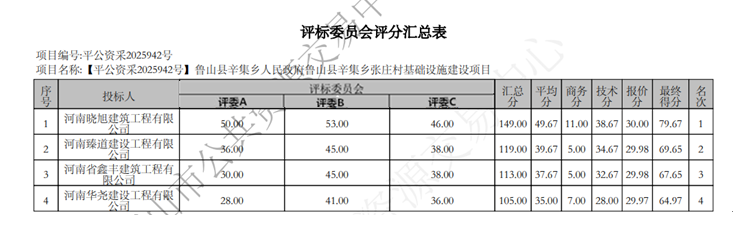 评标委员会评分汇总表
项目编号:平公资采2025942号
项目名称:【平公资采2025942号】鲁山县辛集乡人民政府鲁山县辛集乡张庄村基础设施建设项目
序号 投标人 评标委员会 汇总分 平均分 商务分 技术分 报价分 最终得分 名次
评委A 评委B 评委C
1 河南晓旭建筑工程有限公司 50.00 53.00 46.00 149.00 49.67 11.00 38.67 30.00 79.67 1
2 河南臻道建设工程有限公司 36.00 45.00 38.00 119.00 39.67 5.00 34.67 29.98 69.65 2
3 河南省鑫丰建筑工程有限公司 30.00 45.00 38.00 113.00 37.67 5.00 32.67 29.98 67.65 3
4 河南华尧建设工程有限公司 28.00 41.00 36.00 105.00 35.00 7.00 28.00 29.97 64.97 4